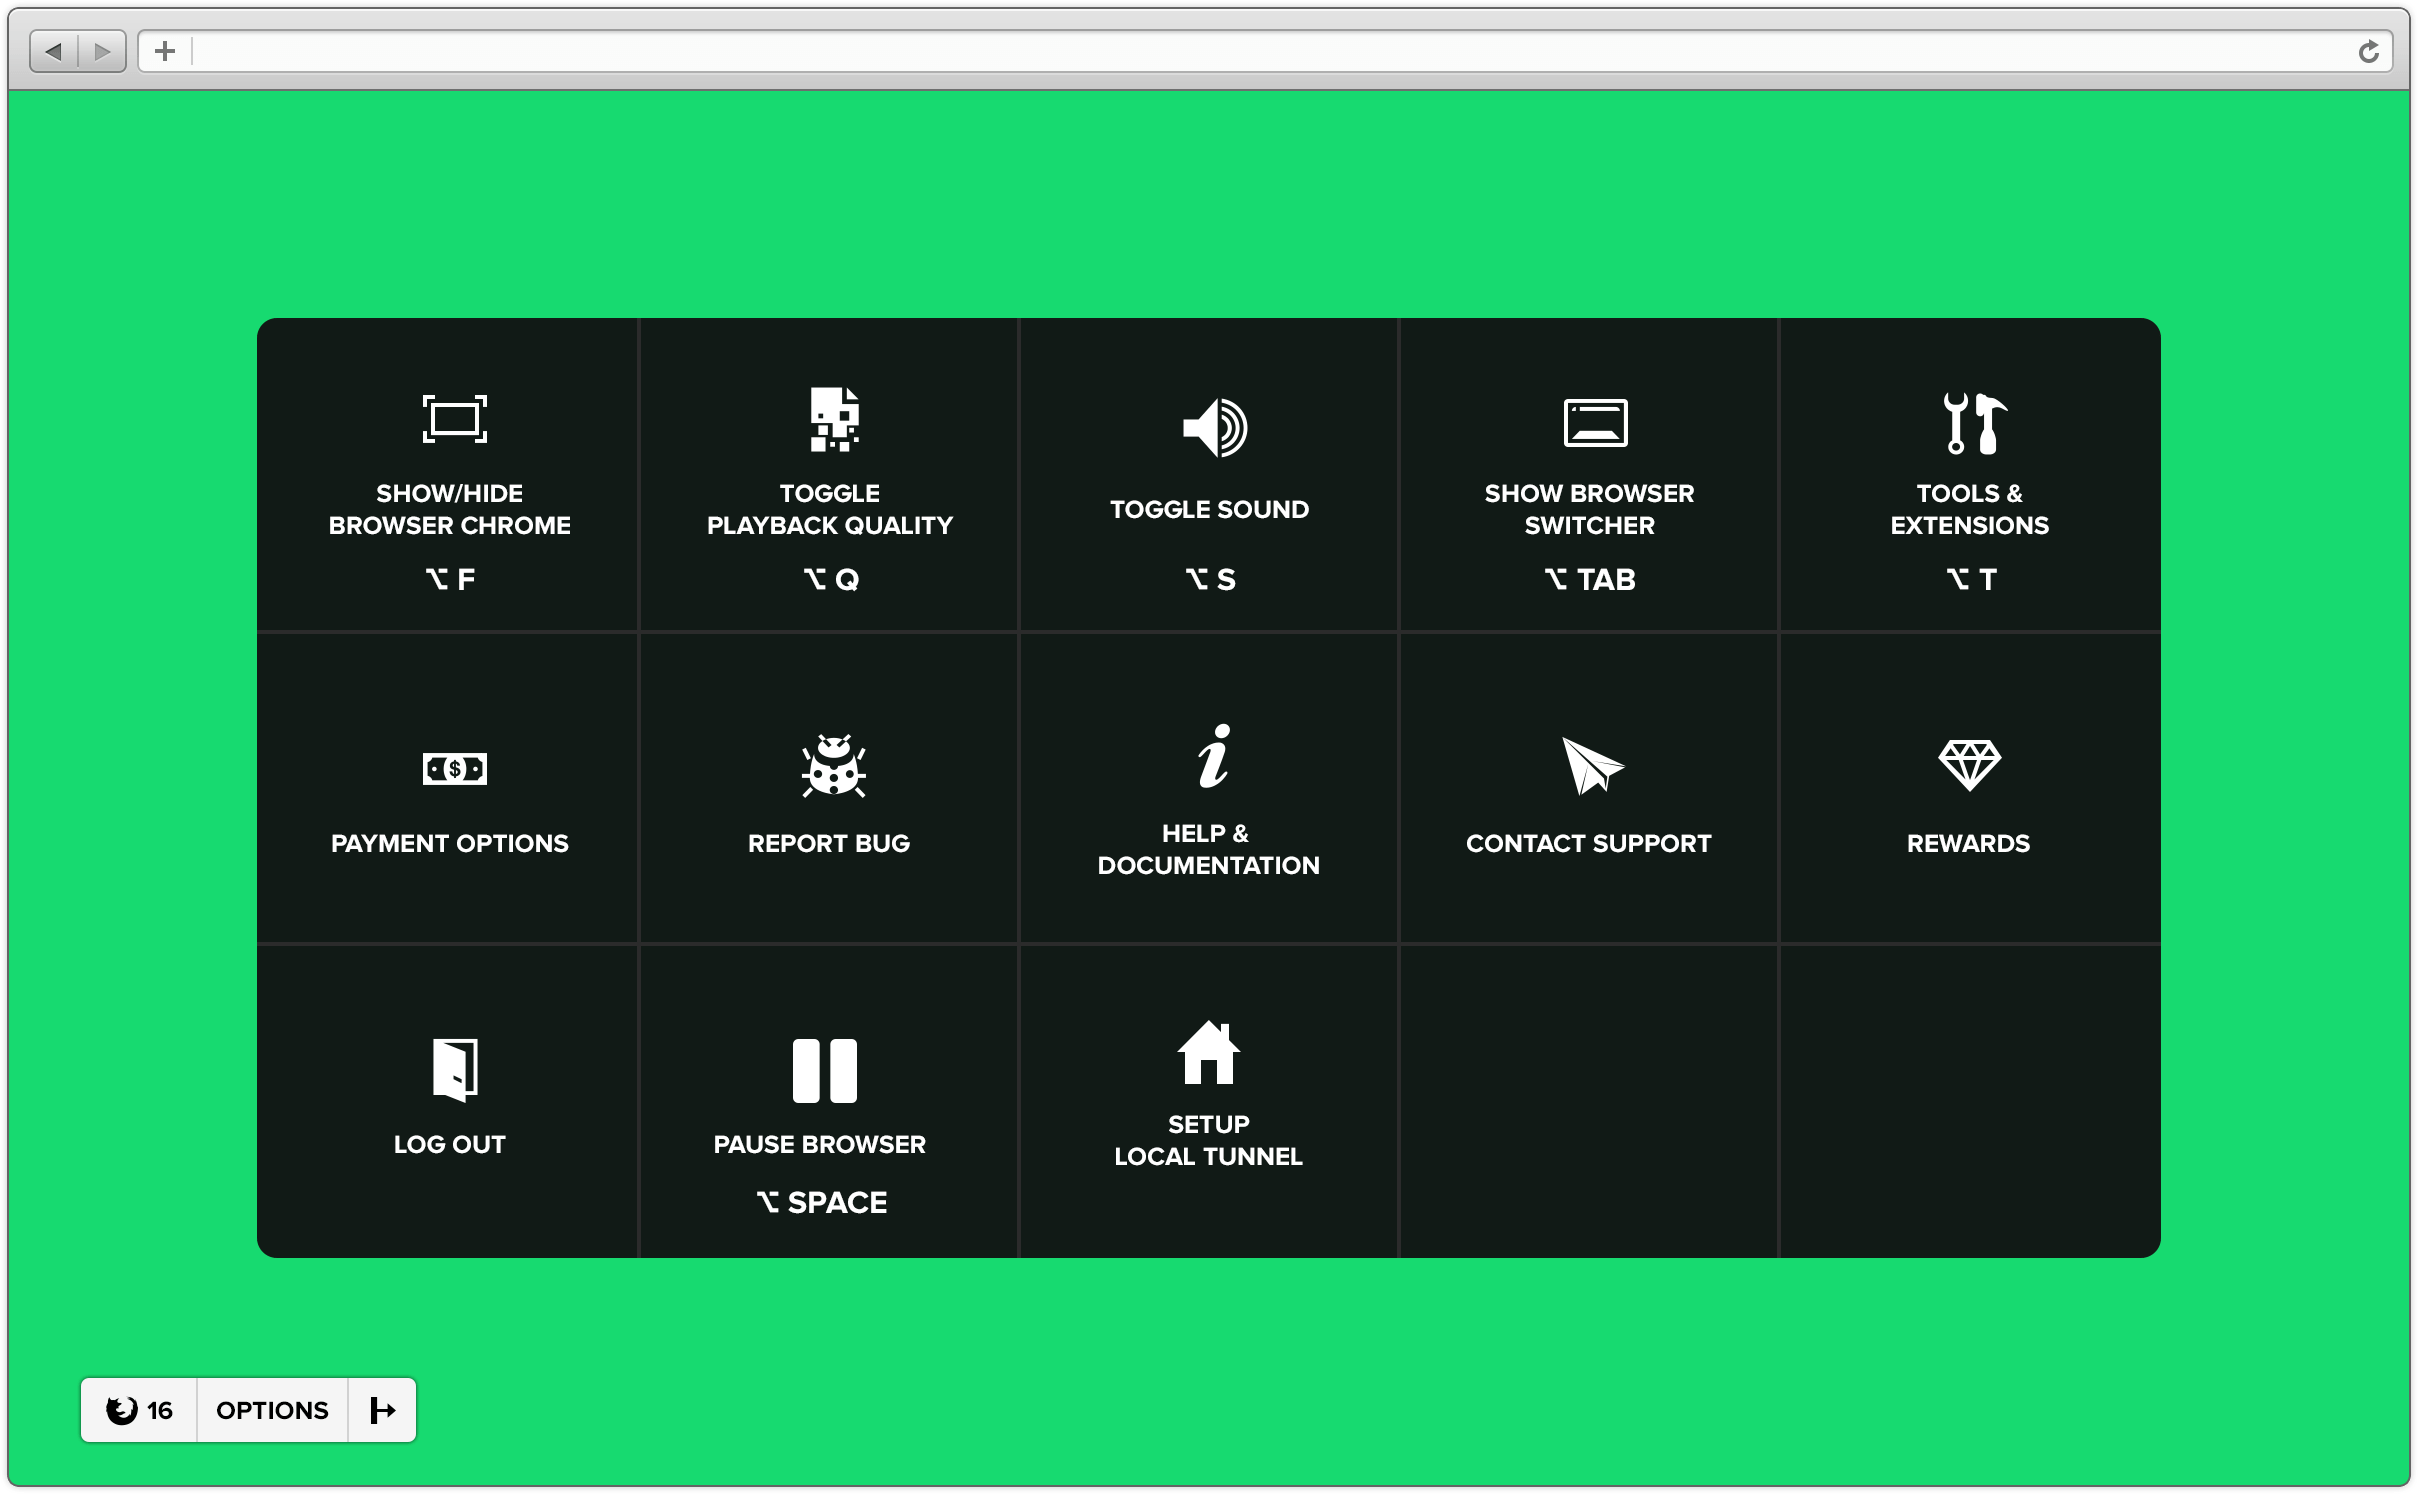 SHOW/HIDE
BROWSER CHROME
⌥ F
TOGGLE
PLAYBACK QUALITY
⌥ Q
TOGGLE SOUND
⌥ S
SHOW BROWSER
SWITCHER
⌥ TAB
TOOLS &
EXTENSIONS
⌥ T
PAYMENT OPTIONS
$
REPORT BUG
HELP &
DOCUMENTATION
CONTACT SUPPORT
REWARDS
LOG OUT
PAUSE BROWSER
⌥ SPACE
SETUP
LOCAL TUNNEL
16
OPTIONS